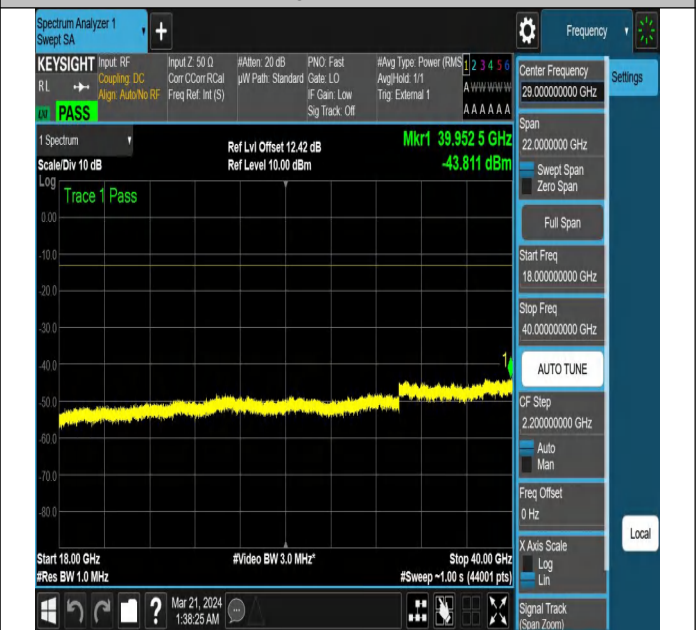 Spectrum Analyzer 1
Swept SA
+
Frequency
KEYSIGHT
RL
PASS
Input: RF
Coupling: DC
Align: Auto/No RF
Input Z: 50 Ω
Corr CCorr RCal
Freq Ref: Int (S)
#Atten: 20 dB
µW Path: Standard
PNO: Fast
Gate: LO
IF Gain: Low
Sig Track: Off
#Avg Type: Power (RMS
Avg|Hold: 1/1
Trig: External 1
1 2 3 4 5 6
A W W W W W
A A A A A A
1 Spectrum
Scale/Div 10 dB
Log
Ref Lvl Offset 12.42 dB
Ref Level 10.00 dBm
Mkr1 39.952 5 GHz
-43.811 dBm
Trace 1 Pass
0.00
-10.0
-20.0
-30.0
-40.0
-50.0
-60.0
-70.0
-80.0
1
Start 18.00 GHz
#Res BW 1.0 MHz
#Video BW 3.0 MHz*
Stop 40.00 GHz
#Sweep ~1.00 s (44001 pts)
?
Mar 21, 2024
1:38:25 AM
Center Frequency
29.000000000 GHz
Span
22.0000000 GHz
Swept Span
Zero Span
Full Span
Start Freq
18.000000000 GHz
Stop Freq
40.000000000 GHz
AUTO TUNE
CF Step
2.200000000 GHz
Auto
Man
Freq Offset
0 Hz
X Axis Scale
Log
Lin
Signal Track
(Span Zoom)
Settings
Local